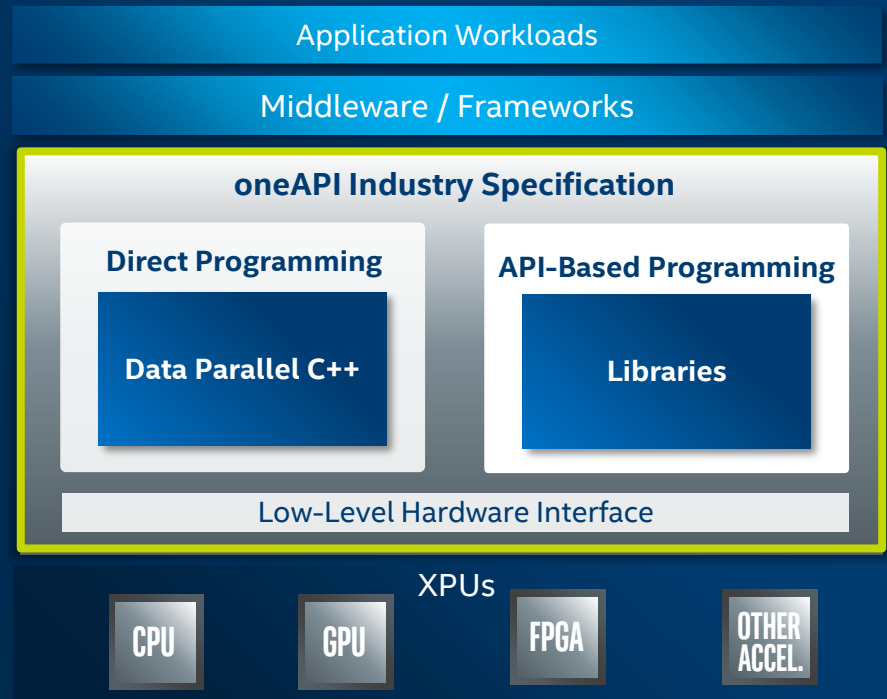 Application Workloads
Middleware / Frameworks
oneAPI Industry Specification
Direct Programming
Data Parallel C++
API-Based Programming
Libraries
Low-Level Hardware Interface
XPUs
CPU
GPU
FPGA
OTHER
ACCEL.